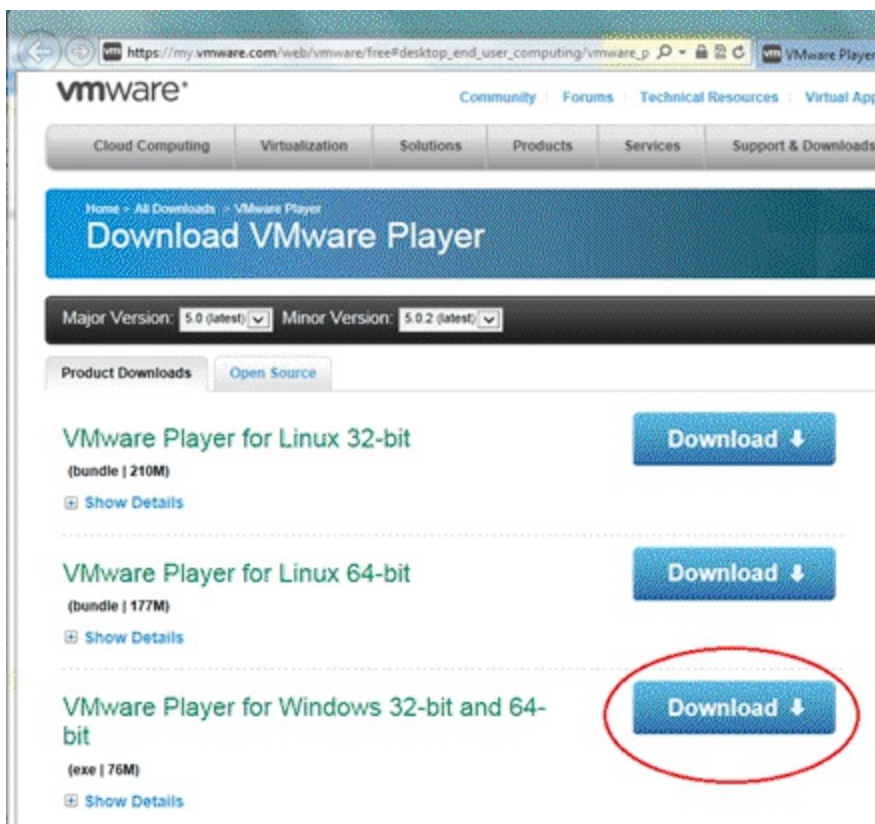 https://my.vmware.com/web/vmware/free#desktop_end_user_computing/vmware_p
VMware Player
vmware®
Community Forums Technical Resources Virtual App
Cloud Computing Virtualization Solutions Products Services Support & Downloads
Home > All Downloads > VMware Player
Download VMware Player
Major Version: 5.0 (latest) Minor Version: 5.0.2 (latest)
Product Downloads Open Source
VMware Player for Linux 32-bit Download
(bundle | 210M)
Show Details
VMware Player for Linux 64-bit Download
(bundle | 177M)
Show Details
VMware Player for Windows 32-bit and 64- Download
bit
(exe | 76M)
Show Details